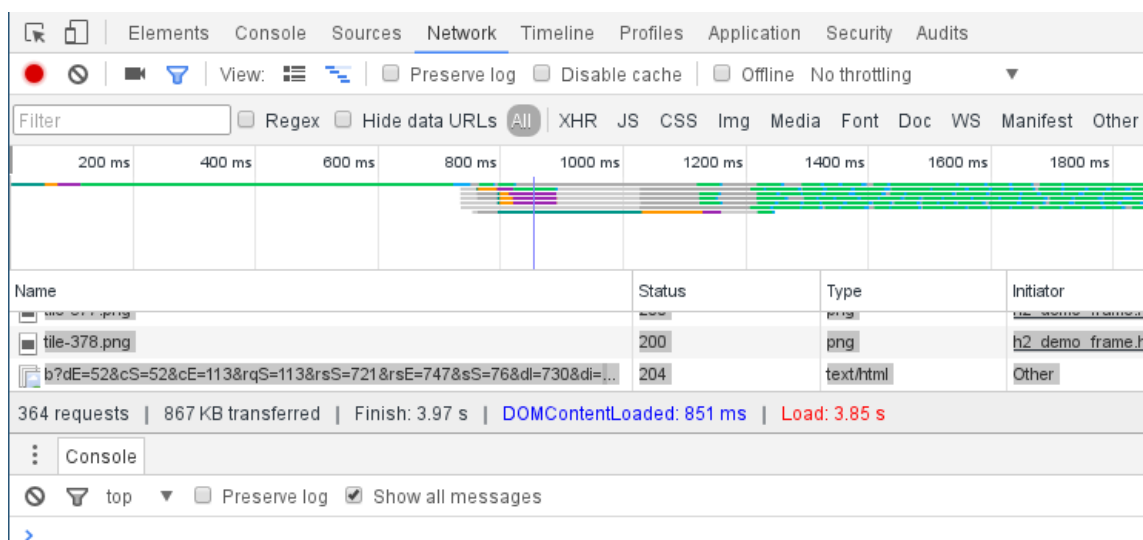 Elements Console Sources Network Timeline Profiles Application Security Audits
View: Preserve log Disable cache Offline No throttling
Filter Regex Hide data URLs All XHR JS CSS Img Media Font Doc WS Manifest Other
200 ms 400 ms 600 ms 800 ms 1000 ms 1200 ms 1400 ms 1600 ms 1800 ms
Name Status Type Initiator
tile-378.png 200 png h2_demo_frame.h
b?dE=52&cS=52&cE=113&rqS=113&rsS=721&rsE=747&sS=76&dl=730&di=... 204 text/html Other
364 requests | 867 KB transferred | Finish: 3.97 s | DOMContentLoaded: 851 ms | Load: 3.85 s
Console
top Preserve log Show all messages